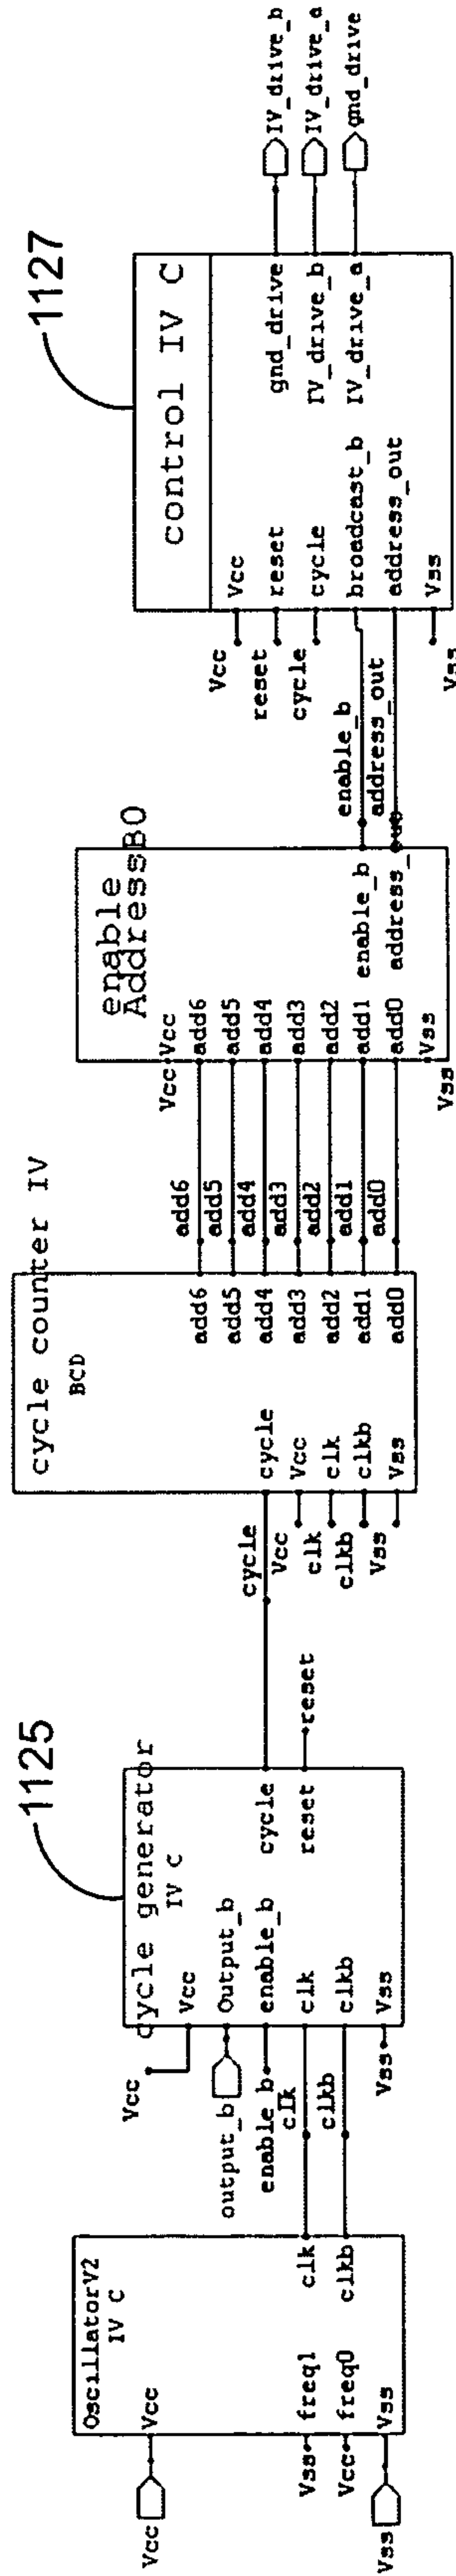 OscillatorV2
IV C
Vcc
Vcc
Vss
freq1
Vcc
freq0
Vss
Vss
clk
clkb
clk
clkb
1125
cycle generator
IV C
Vcc
Vcc
output_b
Output_b
enable_b
enable_b
clk
clkb
Vss
Vss
cycle
reset
reset
cycle
cycle counter IV
BCD
cycle
Vcc
Vcc
clk
clk
clkb
clkb
Vss
Vss
add6
add5
add4
add3
add2
add1
add0
add6
add5
add4
add3
add2
add1
add0
enable
AddressB0
Vcc
Vcc
add6
add5
add4
add3
add2
add1
add0
Vss
Vss
enable_b
address_out
enable_b
address_out
1127
control IV C
Vcc
Vcc
reset
reset
cycle
cycle
broadcast_b
address_out
Vss
Vss
gnd_drive
IV_drive_b
IV_drive_a
IV_drive_b
IV_drive_a
gnd_drive